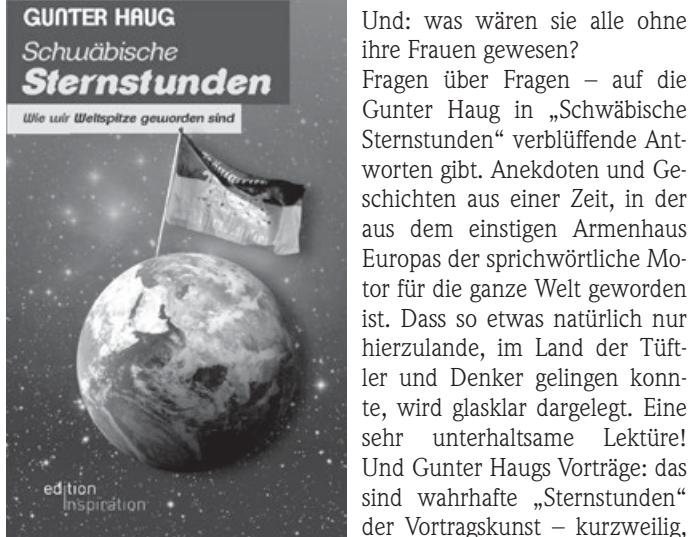 GUNTER HAUG
Schwäbische
Sternstunden
Wie wir Weltspitze geworden sind
edition
inspiration
Und: was wären sie alle ohne
ihre Frauen gewesen?
Fragen über Fragen – auf die
Gunter Haug in „Schwäbische
Sternstunden“ verblüffende Ant-
worten gibt. Anekdoten und Ge-
schichten aus einer Zeit, in der
aus dem einstigen Armenhaus
Europas der sprichwörtliche Mo-
tor für die ganze Welt geworden
ist. Dass so etwas natürlich nur
hierzulande, im Land der Tüft-
ler und Denker gelingen konn-
te, wird glasklar dargelegt. Eine
sehr unterhaltsame Lektüre!
Und Gunter Haugs Vorträge: das
sind wahrhafte „Sternstunden“
der Vortragskunst – kurzweilig,